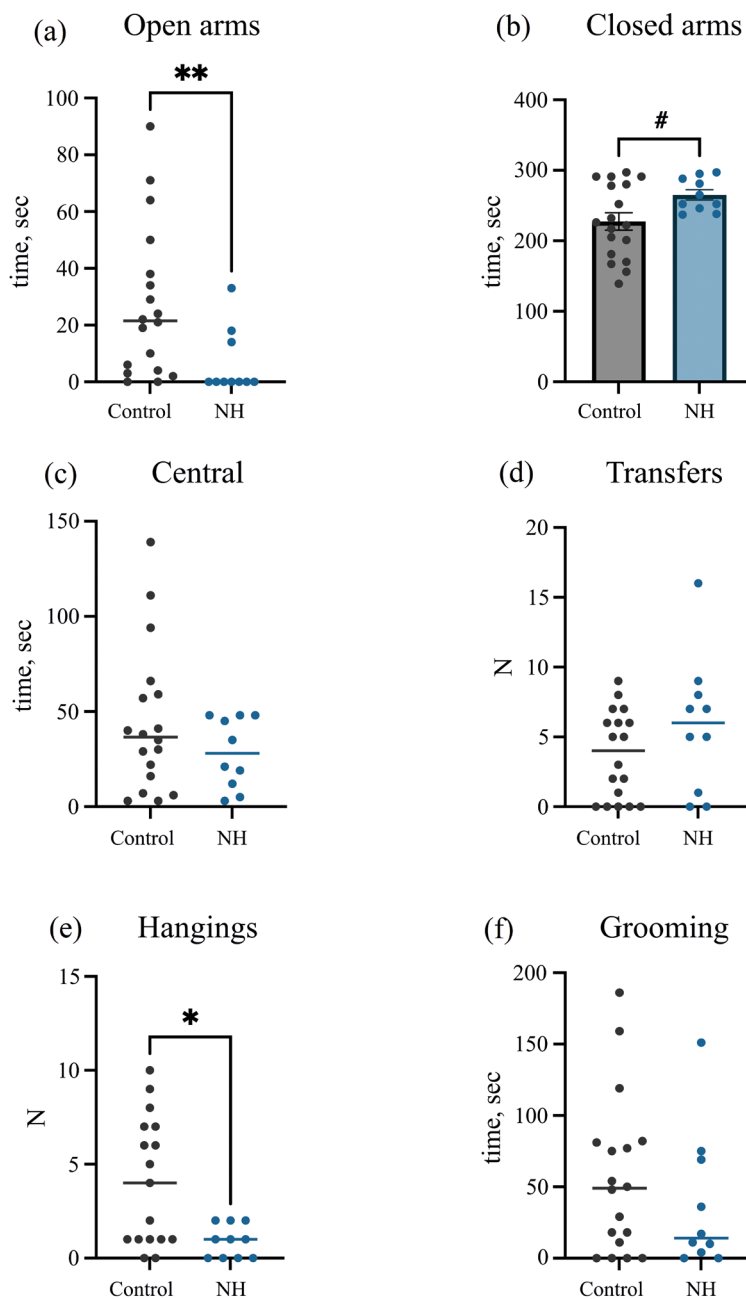 (a) Open arms
**
time, sec
100
80
60
40
20
0
Control NH
(b) Closed arms
#
time, sec
400
300
200
100
0
Control NH
(c) Central
time, sec
150
100
50
0
Control NH
(d) Transfers
N
20
15
10
5
0
Control NH
(e) Hangings
*
N
15
10
5
0
Control NH
(f) Grooming
time, sec
200
150
100
50
0
Control NH